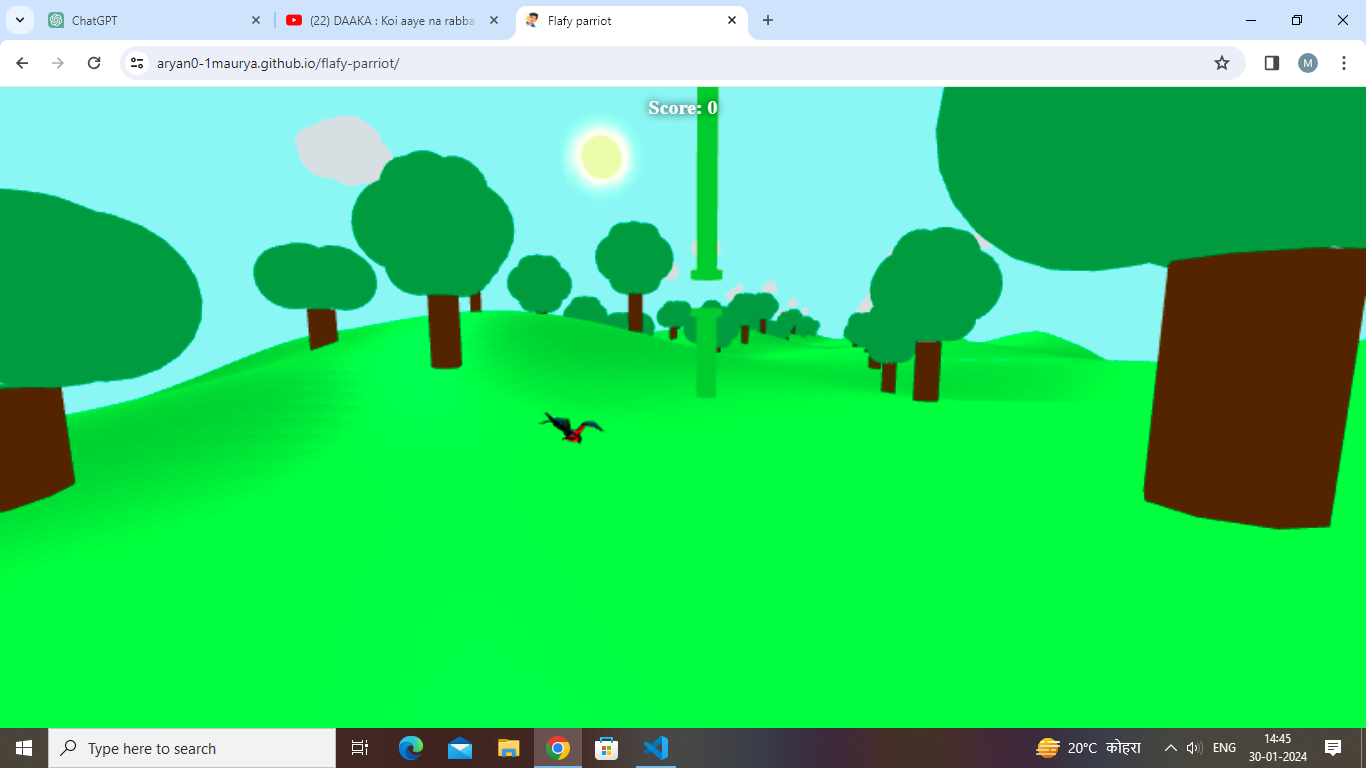 ChatGPT
(22) DAAKA : Koi aaye na rabba
Flafy parriot
aryan0-1maurya.github.io/flafy-parriot/
M
Score: 0
Type here to search
20°C कोहरा
ENG
14:45
30-01-2024